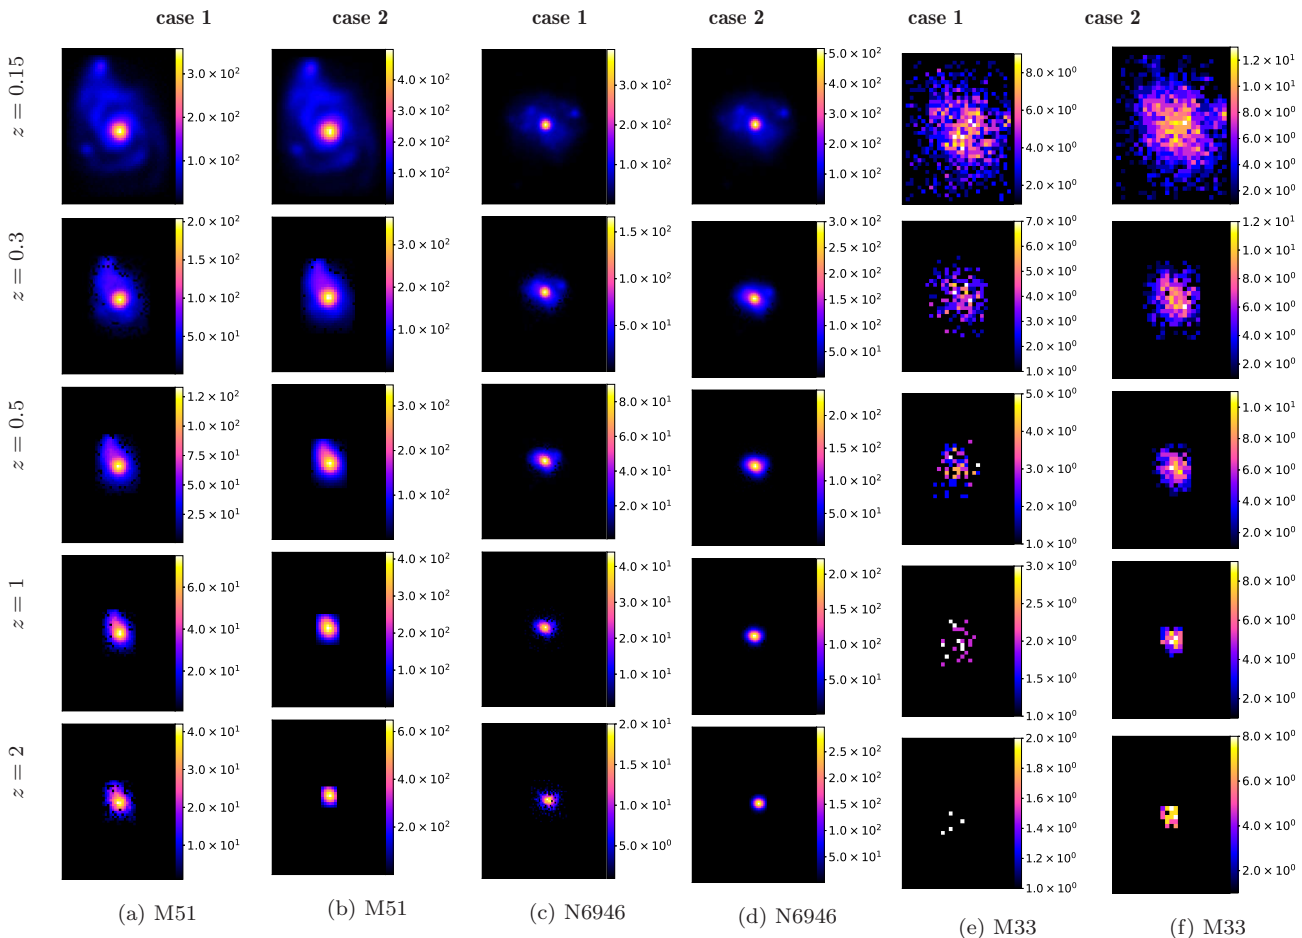 case 1 case 2 case 1 case 2 case 1 case 2
z = 0.15
3.0 × 10² 2.0 × 10² 1.0 × 10²
4.0 × 10² 3.0 × 10² 2.0 × 10² 1.0 × 10²
3.0 × 10² 2.0 × 10² 1.0 × 10²
5.0 × 10² 4.0 × 10² 3.0 × 10² 2.0 × 10² 1.0 × 10²
8.0 × 10⁰ 6.0 × 10⁰ 4.0 × 10⁰ 2.0 × 10⁰
1.2 × 10¹ 1.0 × 10¹ 8.0 × 10⁰ 6.0 × 10⁰ 4.0 × 10⁰ 2.0 × 10⁰
z = 0.3
2.0 × 10² 1.5 × 10² 1.0 × 10² 5.0 × 10¹
3.0 × 10² 2.0 × 10² 1.0 × 10²
1.5 × 10² 1.0 × 10² 5.0 × 10¹
3.0 × 10² 2.5 × 10² 2.0 × 10² 1.5 × 10² 1.0 × 10² 5.0 × 10¹
7.0 × 10⁰ 6.0 × 10⁰ 5.0 × 10⁰ 4.0 × 10⁰ 3.0 × 10⁰ 2.0 × 10⁰ 1.0 × 10⁰
1.2 × 10¹ 1.0 × 10¹ 8.0 × 10⁰ 6.0 × 10⁰ 4.0 × 10⁰ 2.0 × 10⁰
z = 0.5
1.2 × 10² 1.0 × 10² 7.5 × 10¹ 5.0 × 10¹ 2.5 × 10¹
3.0 × 10² 2.0 × 10² 1.0 × 10²
8.0 × 10¹ 6.0 × 10¹ 4.0 × 10¹ 2.0 × 10¹
2.0 × 10² 1.5 × 10² 1.0 × 10² 5.0 × 10¹
5.0 × 10⁰ 4.0 × 10⁰ 3.0 × 10⁰ 2.0 × 10⁰ 1.0 × 10⁰
1.0 × 10¹ 8.0 × 10⁰ 6.0 × 10⁰ 4.0 × 10⁰ 2.0 × 10⁰
z = 1
6.0 × 10¹ 4.0 × 10¹ 2.0 × 10¹
4.0 × 10² 3.0 × 10² 2.0 × 10² 1.0 × 10²
4.0 × 10¹ 3.0 × 10¹ 2.0 × 10¹ 1.0 × 10¹
2.0 × 10² 1.5 × 10² 1.0 × 10² 5.0 × 10¹
3.0 × 10⁰ 2.5 × 10⁰ 2.0 × 10⁰ 1.5 × 10⁰ 1.0 × 10⁰
8.0 × 10⁰ 6.0 × 10⁰ 4.0 × 10⁰ 2.0 × 10⁰
z = 2
4.0 × 10¹ 3.0 × 10¹ 2.0 × 10¹ 1.0 × 10¹
6.0 × 10² 4.0 × 10² 2.0 × 10²
2.0 × 10¹ 1.5 × 10¹ 1.0 × 10¹ 5.0 × 10⁰
2.5 × 10² 2.0 × 10² 1.5 × 10² 1.0 × 10² 5.0 × 10¹
2.0 × 10⁰ 1.8 × 10⁰ 1.6 × 10⁰ 1.4 × 10⁰ 1.2 × 10⁰ 1.0 × 10⁰
8.0 × 10⁰ 6.0 × 10⁰ 4.0 × 10⁰ 2.0 × 10⁰
(a) M51 (b) M51 (c) N6946 (d) N6946 (e) M33 (f) M33